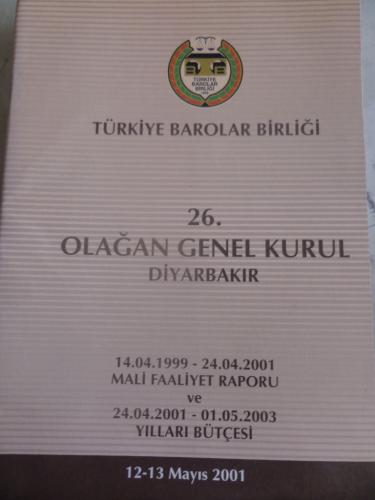 TÜRKİYE
BAROLAR
BİRLİĞİ
TÜRKİYE BAROLAR BİRLİĞİ
26.
OLAĞAN GENEL KURUL
DİYARBAKIR
14.04.1999 - 24.04.2001
MALİ FAALİYET RAPORU
ve
24.04.2001 - 01.05.2003
YILLARI BÜTÇESİ
12-13 Mayıs 2001